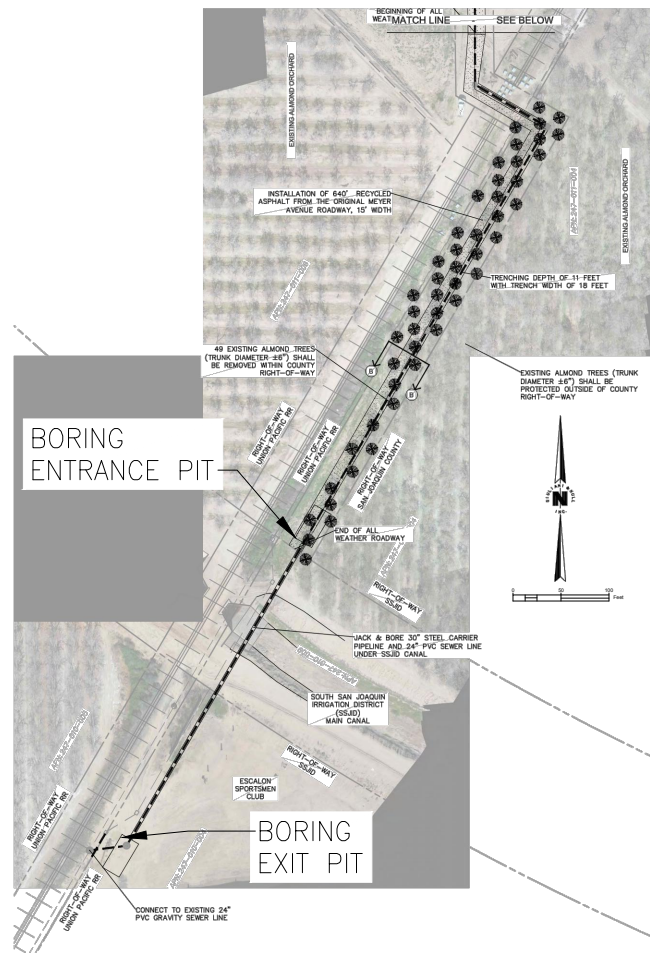 BEGINNING OF ALL
WEAT
MATCH LINE
SEE BELOW
EXISTING ALMOND ORCHARD
EXISTING ALMOND ORCHARD
INSTALLATION OF 640' RECYCLED
ASPHALT FROM THE ORIGINAL MEYER
AVENUE ROADWAY, 15' WIDTH
TRENCHING DEPTH OF 11 FEET
WITH TRENCH WIDTH OF 18 FEET
49 EXISTING ALMOND TREES
(TRUNK DIAMETER ±6") SHALL
BE REMOVED WITHIN COUNTY
RIGHT-OF-WAY
B'
B
EXISTING ALMOND TREES (TRUNK
DIAMETER ±6") SHALL BE
PROTECTED OUTSIDE OF COUNTY
RIGHT-OF-WAY
RIGHT-OF-WAY
UNION PACIFIC RR
RIGHT-OF-WAY
UNION PACIFIC RR
BORING
ENTRANCE PIT
RIGHT-OF-WAY
SAN JOAQUIN COUNTY
N
INC.
0 50 100
Feet
END OF ALL
WEATHER ROADWAY
RIGHT-OF-WAY
SSJID
JACK & BORE 30" STEEL CARRIER
PIPELINE AND 24" PVC SEWER LINE
UNDER SSJID CANAL
SOUTH SAN JOAQUIN
IRRIGATION DISTRICT
(SSJID)
MAIN CANAL
RIGHT-OF-WAY
SSJID
ESCALON
SPORTSMEN
CLUB
RIGHT-OF-WAY
UNION PACIFIC RR
BORING
EXIT PIT
RIGHT-OF-WAY
UNION PACIFIC RR
CONNECT TO EXISTING 24"
PVC GRAVITY SEWER LINE